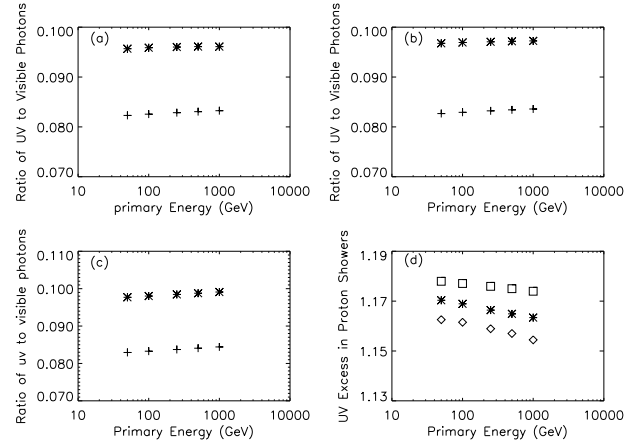 Ratio of UV to Visible Photons
0.100
0.090
0.080
0.070
(a)
10 100 1000 10000
primary Energy (GeV)
Ratio of UV to Visible Photons
0.100
0.090
0.080
0.070
(b)
10 100 1000 10000
Primary Energy (GeV)
Ratio of uv to visible photons
0.110
0.100
0.090
0.080
0.070
(c)
10 100 1000 10000
Primary Energy (GeV)
UV Excess in Proton Showers
1.19
1.17
1.15
1.13
(d)
10 100 1000 10000
Primary Energy (GeV)